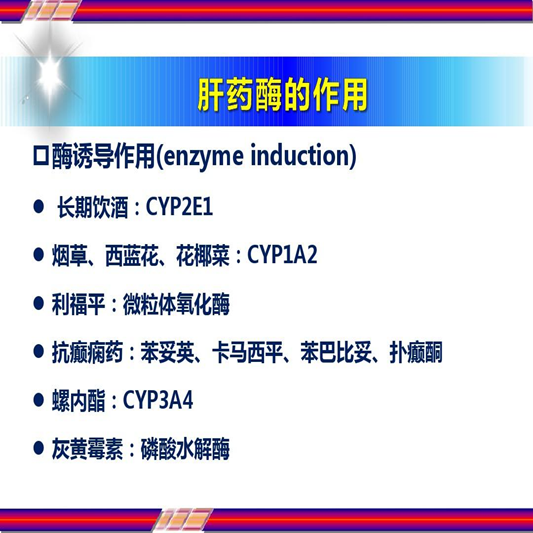 肝药酶的作用
酶诱导作用(enzyme induction)
● 长期饮酒：CYP2E1
● 烟草、西蓝花、花椰菜：CYP1A2
● 利福平：微粒体氧化酶
● 抗癫痫药：苯妥英、卡马西平、苯巴比妥、扑癫酮
● 螺内酯：CYP3A4
● 灰黄霉素：磷酸水解酶